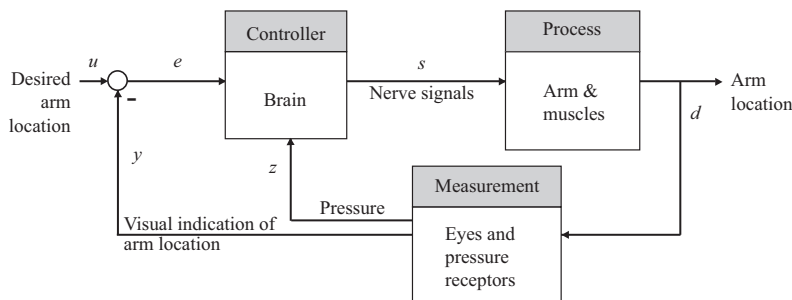 Controller
Process
u
e
s
Desired
arm
location
Brain
Nerve signals
Arm &
muscles
Arm
location
-
d
y
z
Measurement
Pressure
Visual indication of
arm location
Eyes and
pressure
receptors